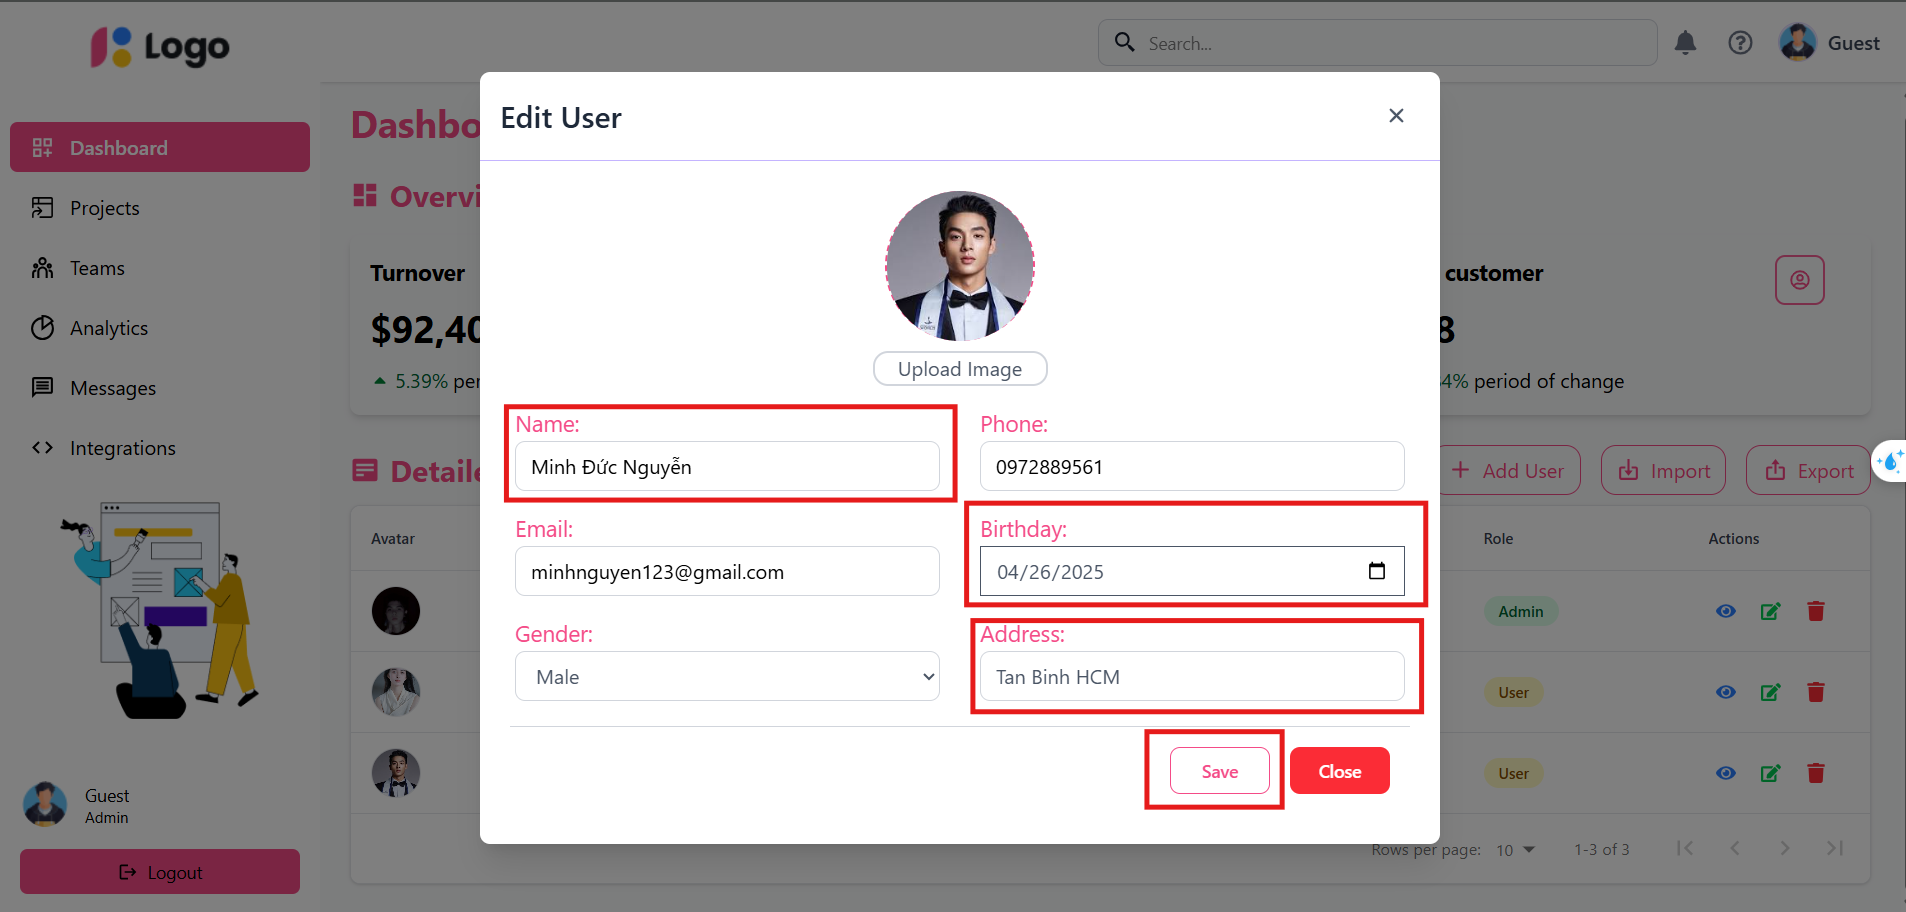 Logo
Search...
Guest
Edit User
Dashboard
Projects
Teams
Analytics
Messages
Integrations
Dashbo
Overvi
Turnover
$92,40
5.39% per
customer
8
4% period of change
Upload Image
Name:
Minh Đức Nguyễn
Phone:
0972889561
Email:
minhnguyen123@gmail.com
Birthday:
04/26/2025
Gender:
Male
Address:
Tan Binh HCM
Save
Close
Detaile
Add User
Import
Export
Avatar
Role
Actions
Admin
User
User
Rows per page:
10
1-3 of 3
Guest
Admin
Logout